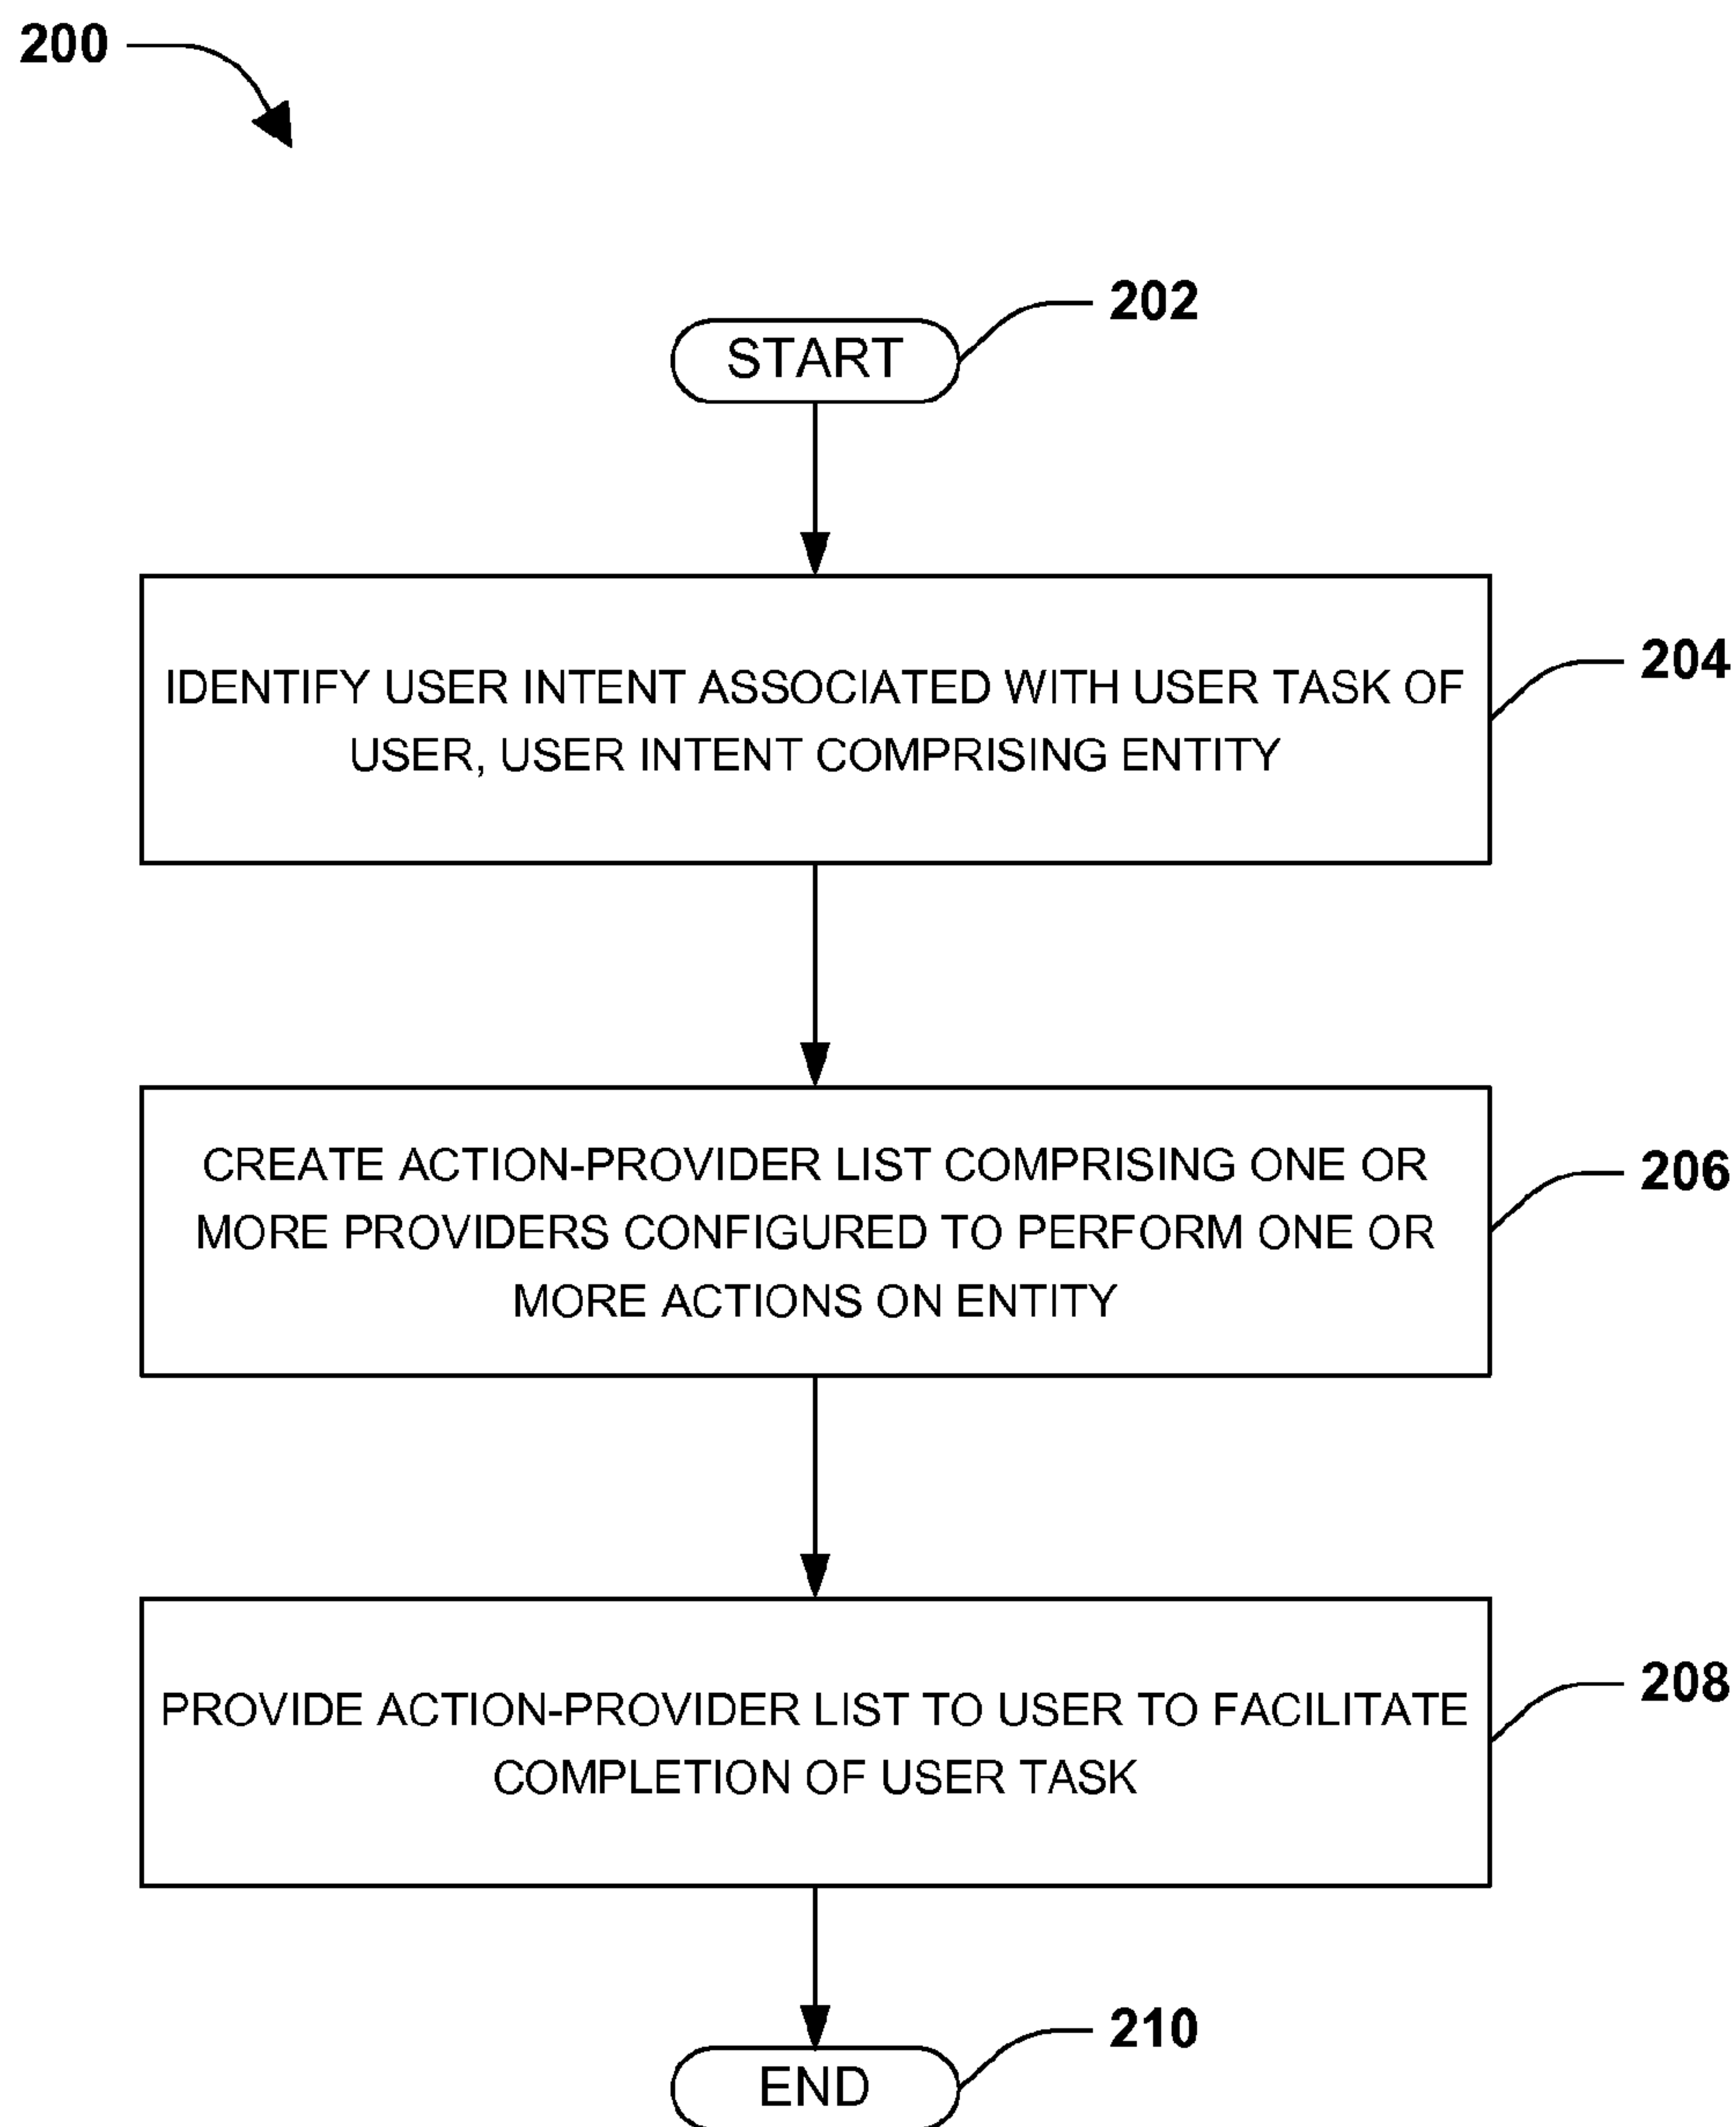 200
202
START
204
IDENTIFY USER INTENT ASSOCIATED WITH USER TASK OF
USER, USER INTENT COMPRISING ENTITY
206
CREATE ACTION-PROVIDER LIST COMPRISING ONE OR
MORE PROVIDERS CONFIGURED TO PERFORM ONE OR
MORE ACTIONS ON ENTITY
208
PROVIDE ACTION-PROVIDER LIST TO USER TO FACILITATE
COMPLETION OF USER TASK
210
END